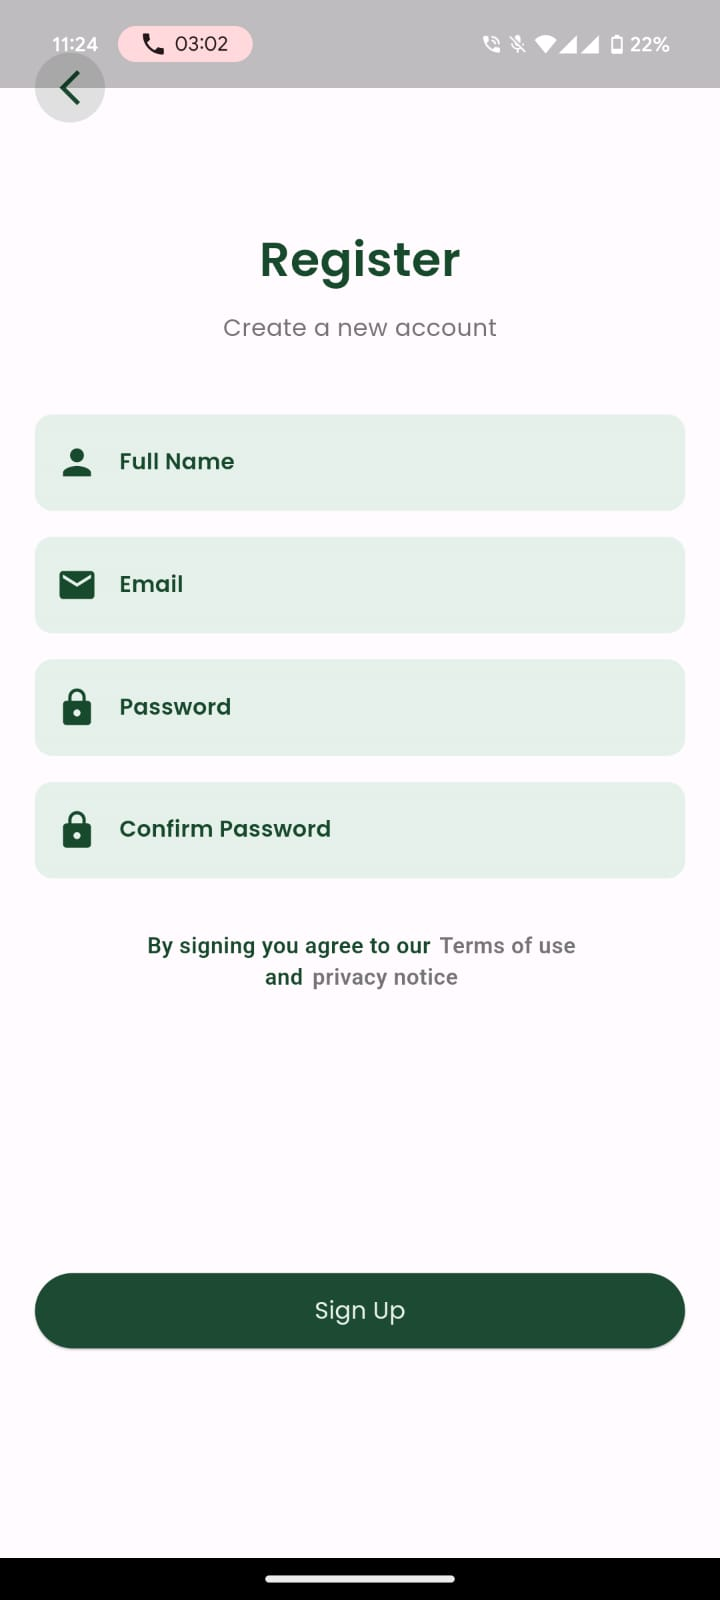 11:24 03:02 22%
Register
Create a new account
Full Name
Email
Password
Confirm Password
By signing you agree to our Terms of use
and privacy notice
Sign Up